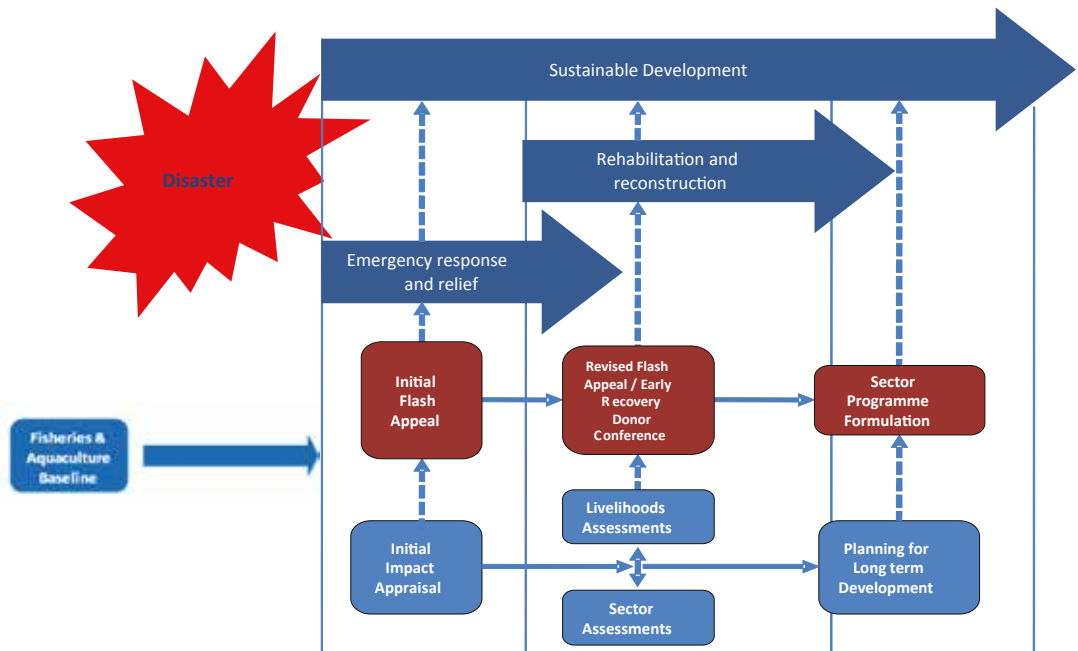 Sustainable Development
Disaster
Rehabilitation and
reconstruction
Emergency response
and relief
Initial
Flash
Appeal
Revised Flash
Appeal / Early
Recovery
Donor
Conference
Sector
Programme
Formulation
Fisheries &
Aquaculture
Baseline
Livelihoods
Assessments
Initial
Impact
Appraisal
Planning for
Long term
Development
Sector
Assessments